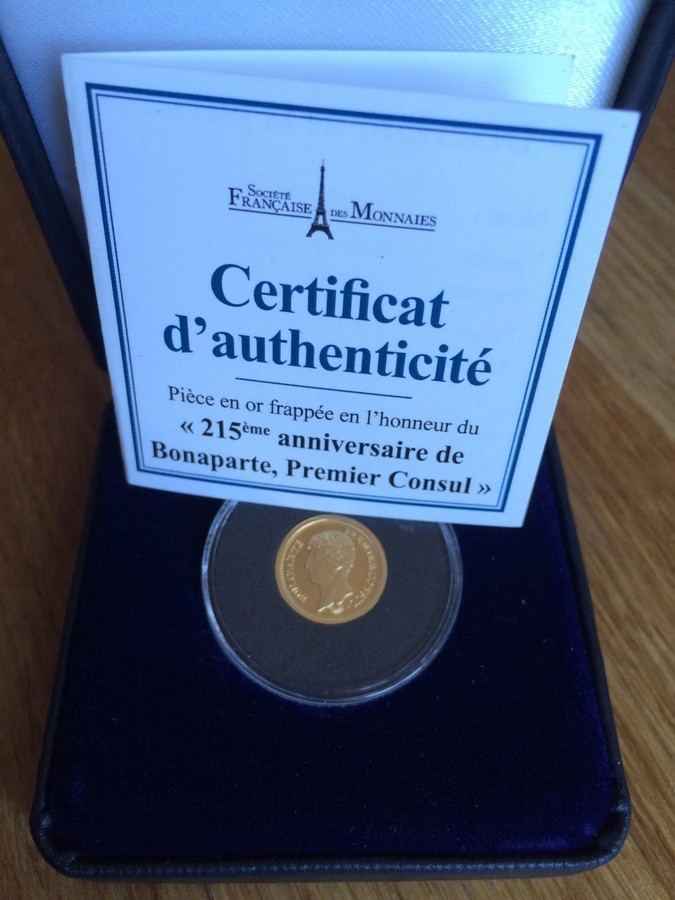 Société
Française des Monnaies
Certificat
d'authenticité
Pièce en or frappée en l'honneur du
« 215ème anniversaire de
Bonaparte, Premier Consul »
BONAPARTE